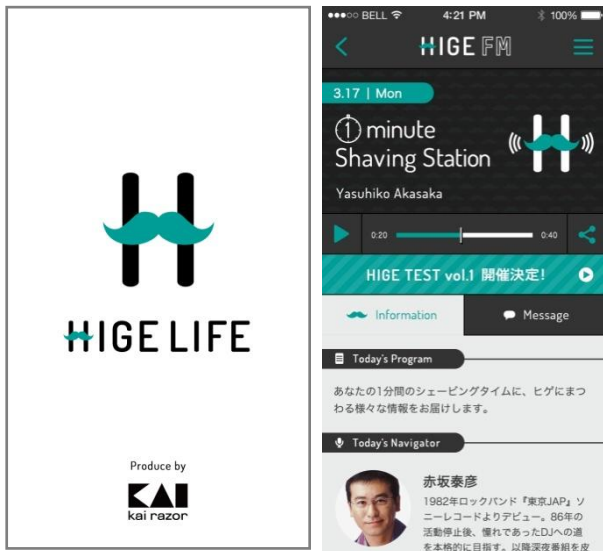 HIGE LIFE
Produce by
KAI
kai razor
BELL
4:21 PM
100%
HIGE FM
3.17 | Mon
1 minute
Shaving Station
Yasuhiko Akasaka
0:20
0:40
HIGE TEST vol.1 開催決定!
Information
Message
Today's Program
あなたの1分間のシェービングタイムに、ヒゲにまつ
わる様々な情報をお届けします。
Today's Navigator
赤坂泰彦
1982年ロックバンド『東京JAP』ソ
ニーレコードよりデビュー。86年の
活動停止後、憧れであったDJへの道
を本格的に目指す。以降深夜番組を皮